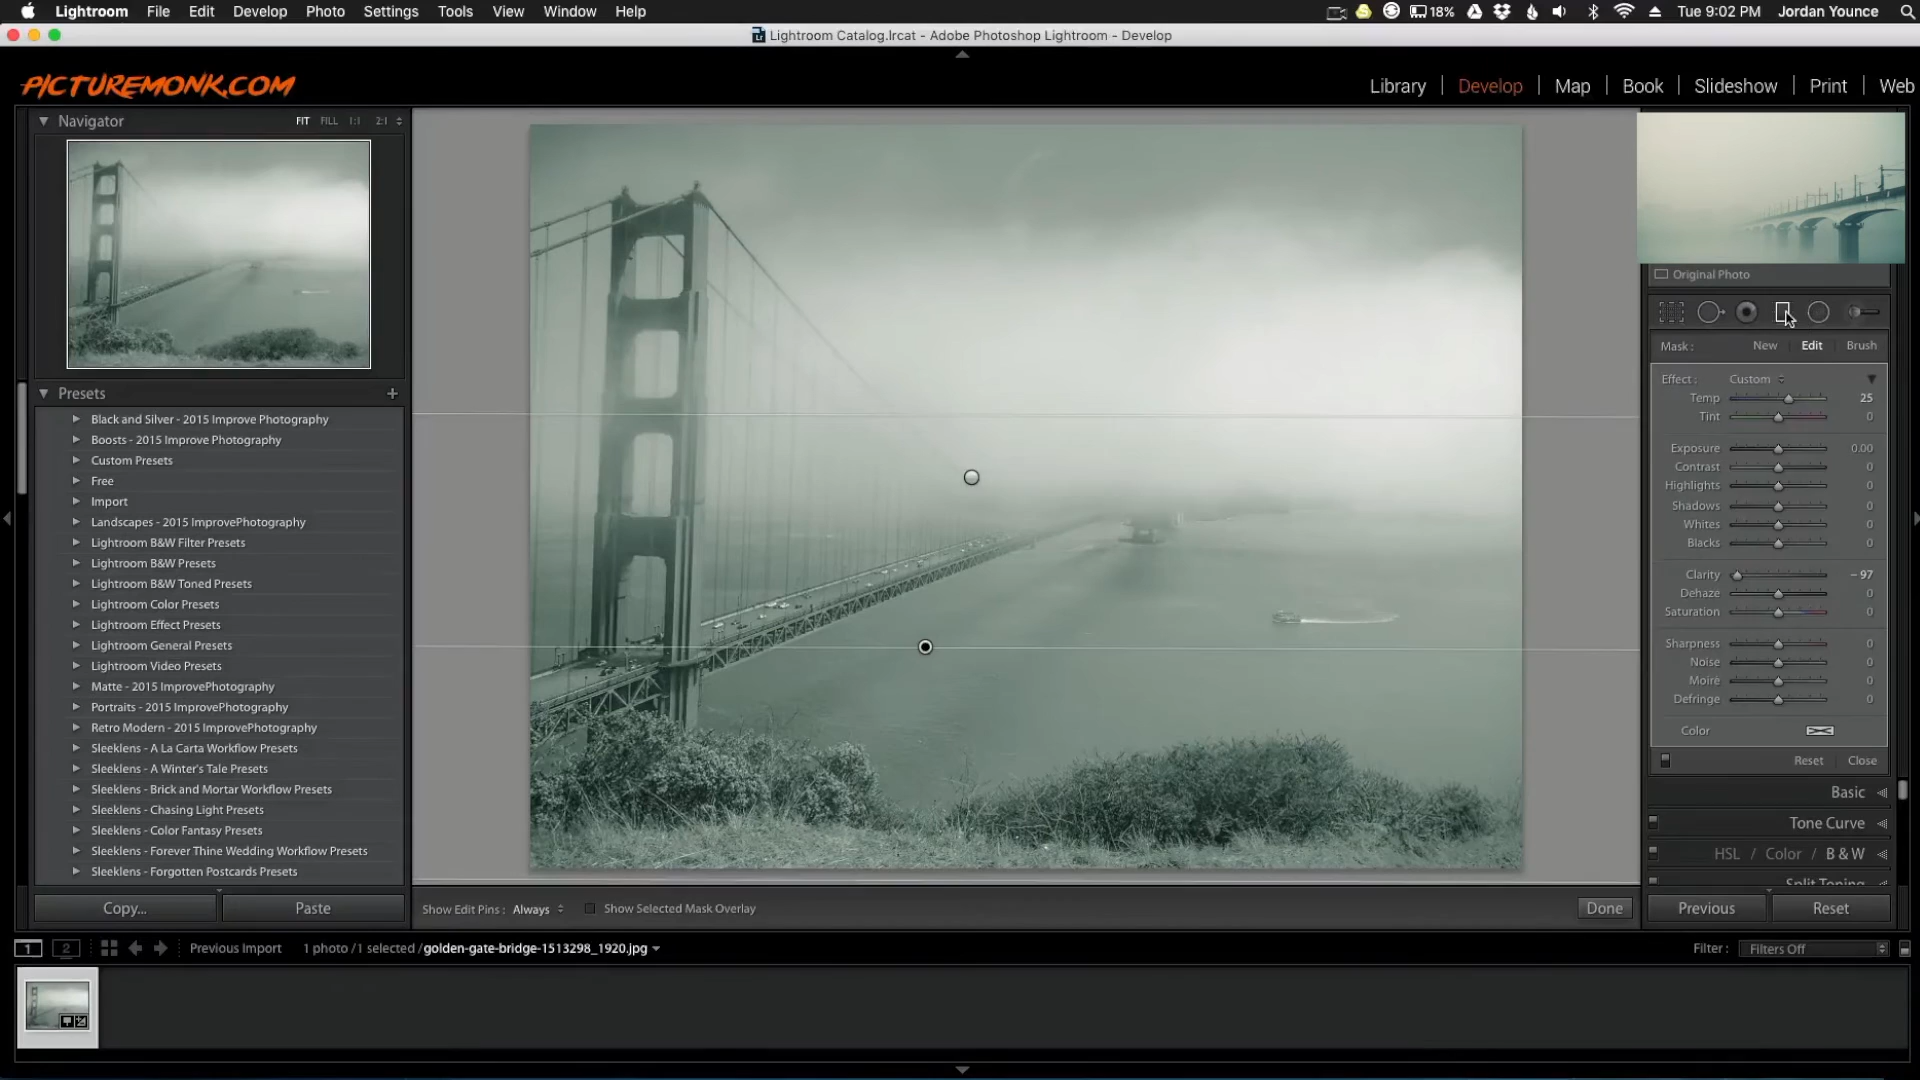 Lightroom File Edit Develop Photo Settings Tools View Window Help 18% Tue 9:02 PM Jordan Younce
Lightroom Catalog.lrcat - Adobe Photoshop Lightroom - Develop
PICTUREMONK.COM
Library Develop Map Book Slideshow Print Web
Navigator FIT FILL 1:1 2:1
Presets
Black and Silver - 2015 Improve Photography
Boosts - 2015 Improve Photography
Custom Presets
Free
Import
Landscapes - 2015 ImprovePhotography
Lightroom B&W Filter Presets
Lightroom B&W Presets
Lightroom B&W Toned Presets
Lightroom Color Presets
Lightroom Effect Presets
Lightroom General Presets
Lightroom Video Presets
Matte - 2015 ImprovePhotography
Portraits - 2015 ImprovePhotography
Retro Modern - 2015 ImprovePhotography
Sleeklens - A La Carta Workflow Presets
Sleeklens - A Winter's Tale Presets
Sleeklens - Brick and Mortar Workflow Presets
Sleeklens - Chasing Light Presets
Sleeklens - Color Fantasy Presets
Sleeklens - Forever Thine Wedding Workflow Presets
Sleeklens - Forgotten Postcards Presets
Copy... Paste
Show Edit Pins : Always Show Selected Mask Overlay Done
Original Photo
Mask : New Edit Brush
Effect : Custom
Temp 25
Tint 0
Exposure 0.00
Contrast 0
Highlights 0
Shadows 0
Whites 0
Blacks 0
Clarity – 97
Dehaze 0
Saturation 0
Sharpness 0
Noise 0
Moiré 0
Defringe 0
Color
Reset Close
Basic
Tone Curve
HSL / Color / B & W
Split Toning
Previous Reset
1 2 Previous Import 1 photo /1 selected /golden-gate-bridge-1513298_1920.jpg Filter : Filters Off